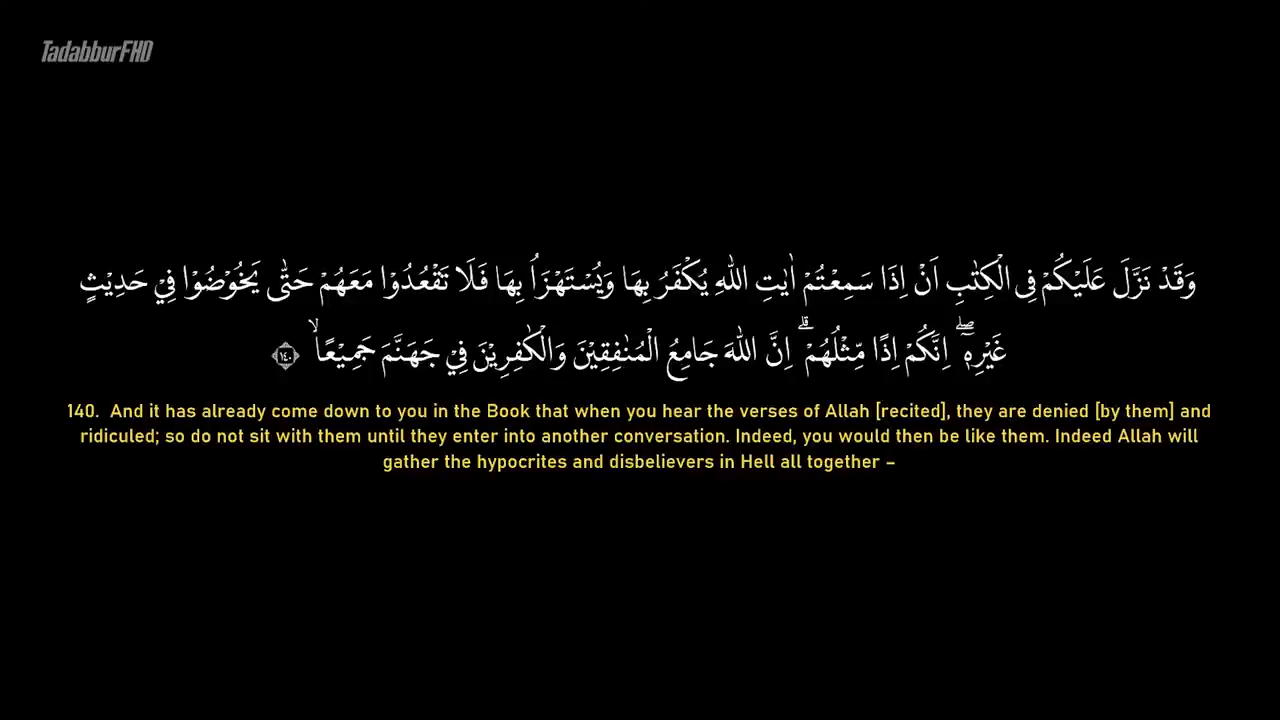 TadabburFHD
وَقَدْ نَزَّلَ عَلَيْكُمْ فِى الْكِتٰبِ اَنْ اِذَا سَمِعْتُمْ اٰيٰتِ اللّٰهِ يُكْفَرُ بِهَا وَيُسْتَهْزَاُ بِهَا فَلَا تَقْعُدُوْا مَعَهُمْ حَتّٰى يَخُوْضُوْا فِيْ حَدِيْثٍ
غَيْرِهٖٓ ۖ اِنَّكُمْ اِذًا مِّثْلُهُمْ ۗ اِنَّ اللّٰهَ جَامِعُ الْمُنٰفِقِيْنَ وَالْكٰفِرِيْنَ فِيْ جَهَنَّمَ جَمِيْعًا ۙ ١٤٠
140. And it has already come down to you in the Book that when you hear the verses of Allah [recited], they are denied [by them] and
ridiculed; so do not sit with them until they enter into another conversation. Indeed, you would then be like them. Indeed Allah will
gather the hypocrites and disbelievers in Hell all together –